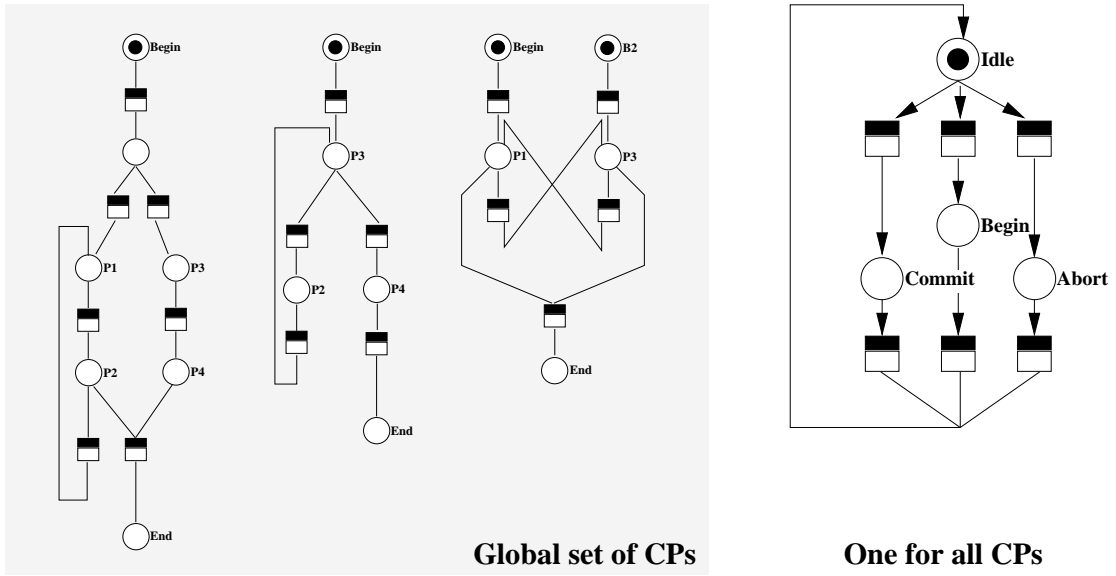 Begin
P1
P3
P2
P4
End
Begin
P3
P2
P4
End
Begin
B2
P1
P3
End
Global set of CPs
Idle
Begin
Commit
Abort
One for all CPs